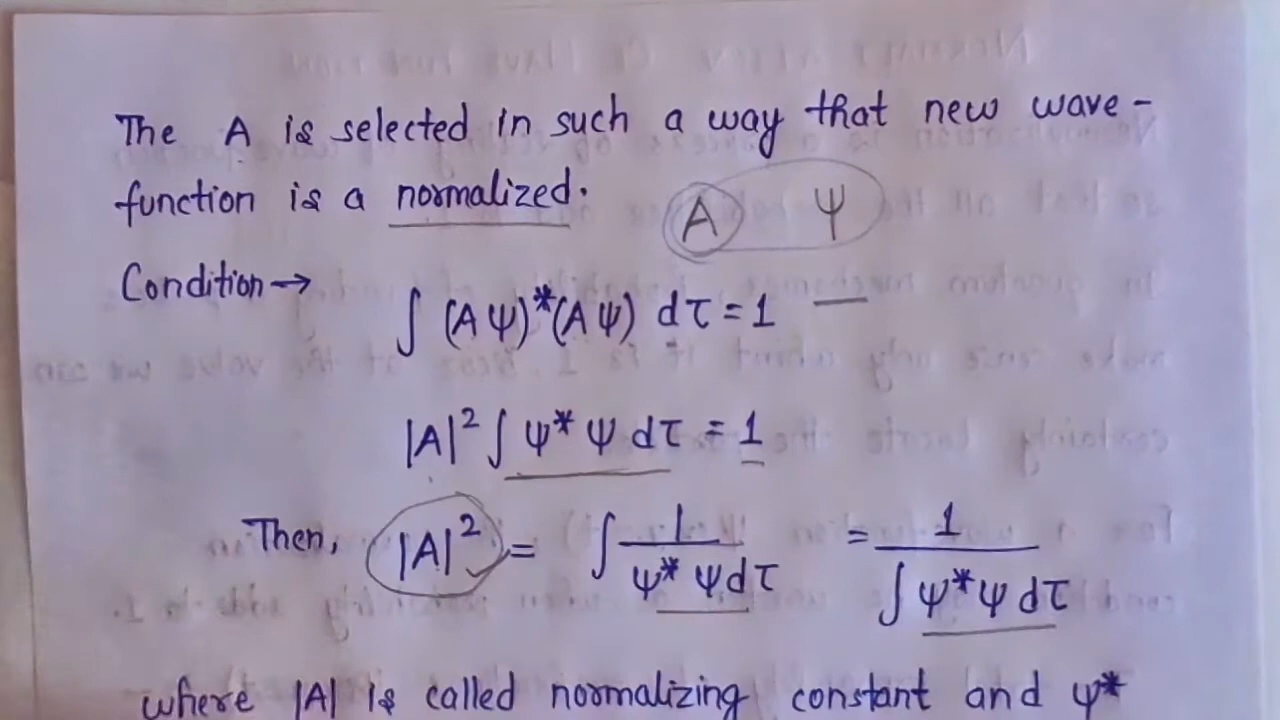 The A is selected in such a way that new wave-
function is a normalized.
A ψ
Condition → ∫ (Aψ)*(Aψ) dτ = 1
|A|² ∫ ψ* ψ dτ = 1
Then, |A|² = ∫ 1/ψ* ψdτ = 1/∫ ψ* ψ dτ
where |A| is called normalizing constant and ψ*